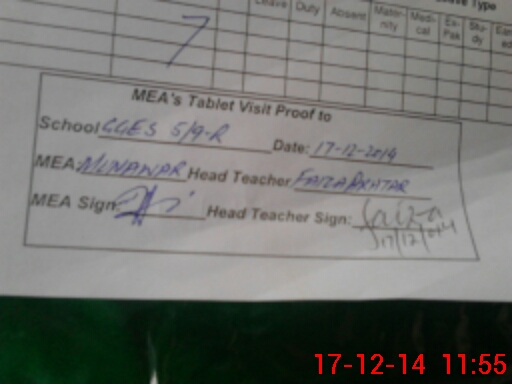 Leave Type
Leave Duty Absent Mater-nity Medi-cal Ex-Pak Stu-dy
7
MEA's Tablet Visit Proof to
School GGES 5/9-R Date: 17-12-2014
MEA: MUNAWAR Head Teacher FAIZA AKHTAR
MEA Sign: Head Teacher Sign: Faiza
17/12/014
17-12-14 11:55